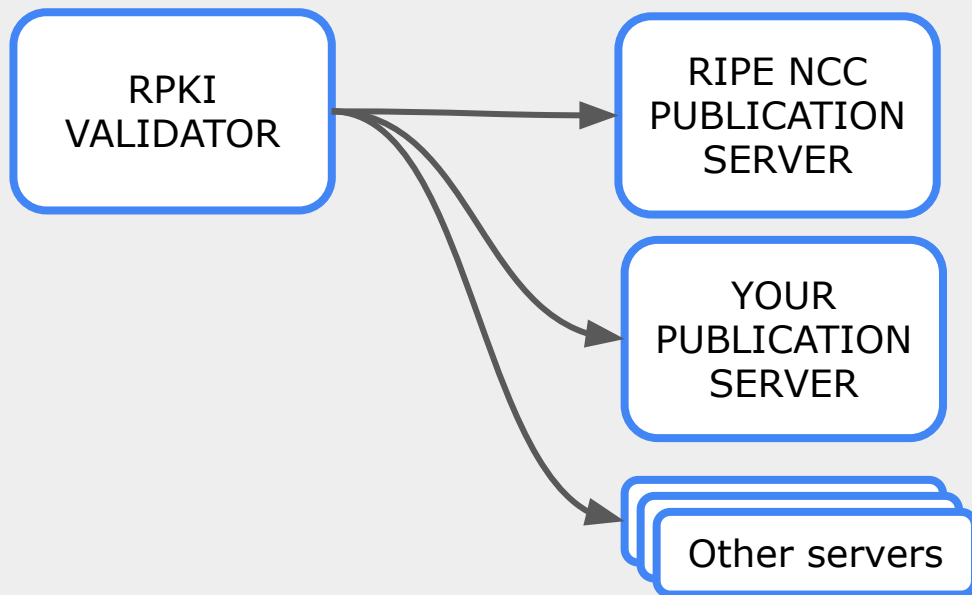 RPKI
VALIDATOR
RIPE NCC
PUBLICATION
SERVER
YOUR
PUBLICATION
SERVER
Other servers